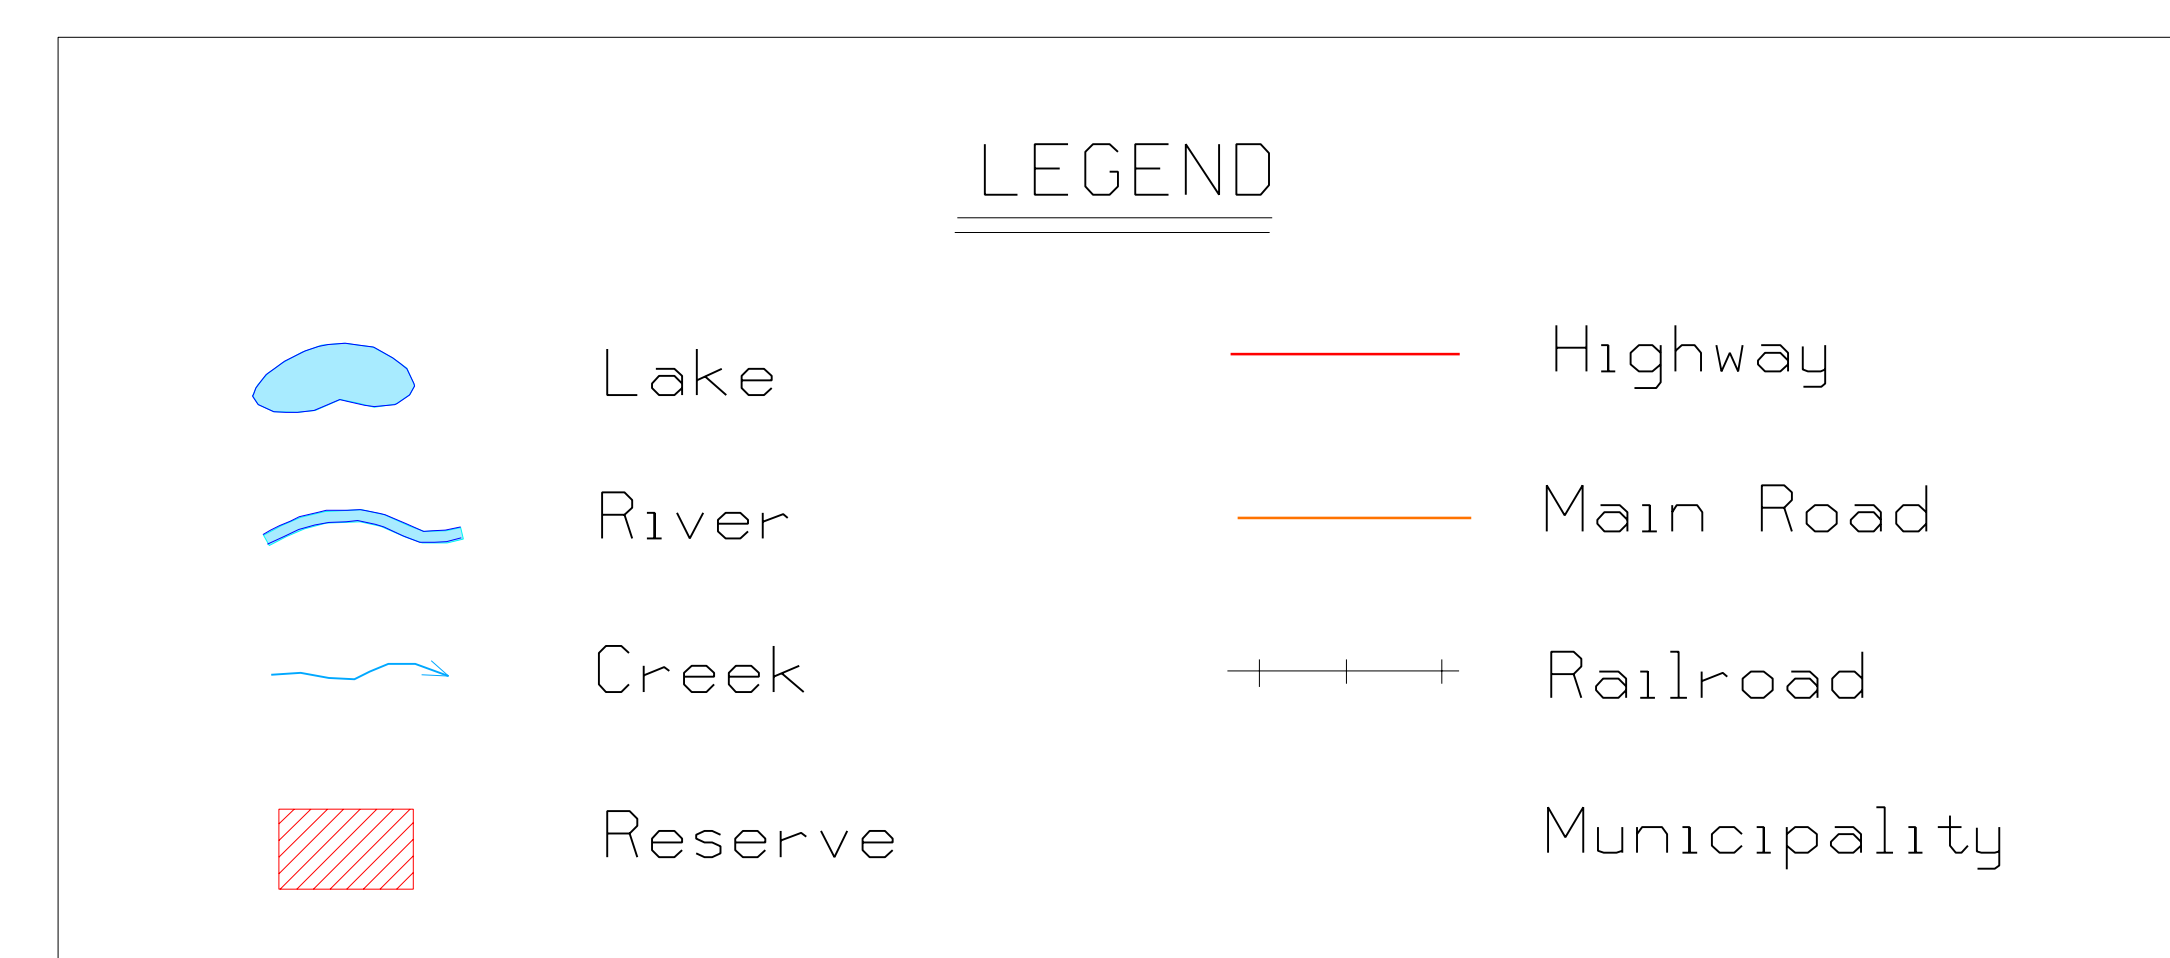 LEGEND
Lake
Highway
River
Main Road
Creek
Railroad
Reserve
Municipality